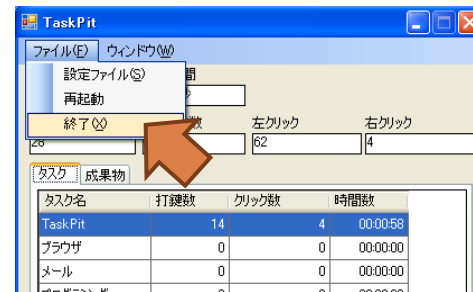 TaskPit
ファイル(F) ウィンドウ(W)
設定ファイル(S) 間
再起動
終了(X) 数 左クリック 右クリック
28 62 4
タスク 成果物
タスク名 打鍵数 クリック数 時間数
TaskPit 14 4 00:00:58
ブラウザ 0 0 00:00:00
メール 0 0 00:00:00